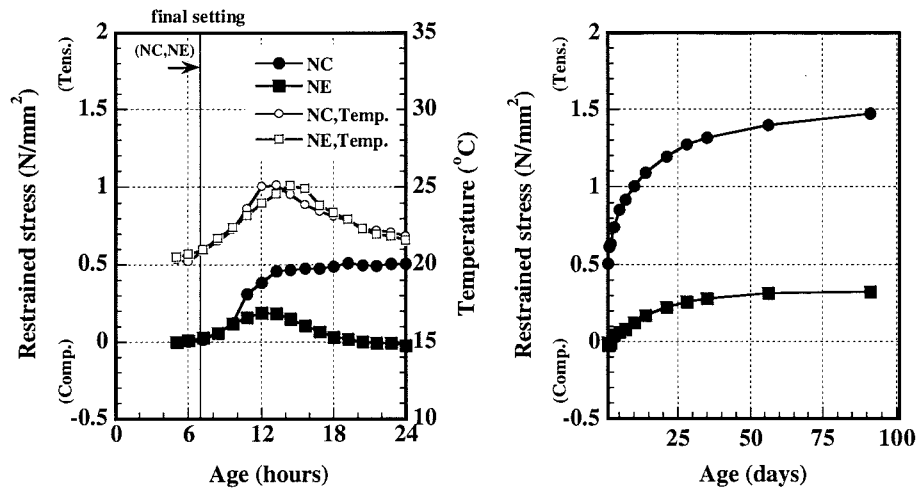 final setting
(NC,NE)
NC
NE
NC,Temp.
NE,Temp.
Restrained stress (N/mm²)
(Tens.)
(Comp.)
2
1.5
1
0.5
0
-0.5
35
30
25
20
15
10
Temperature (°C)
0
6
12
18
24
Age (hours)
Restrained stress (N/mm²)
(Tens.)
(Comp.)
2
1.5
1
0.5
0
-0.5
25
50
75
100
Age (days)